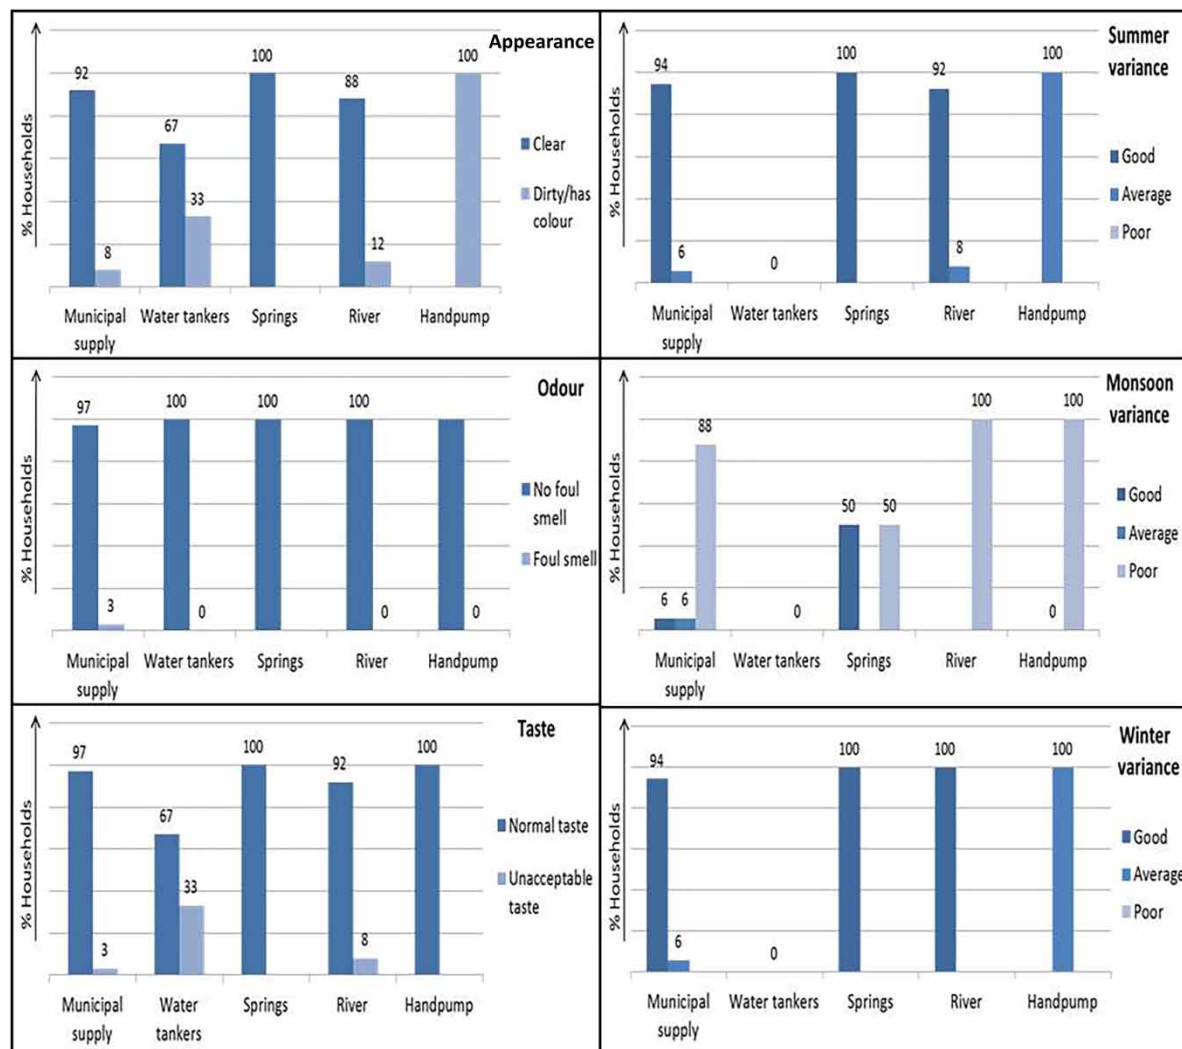 Appearance
% Households
92
8
67
33
100
88
12
100
Clear
Dirty/has
colour
Municipal
supply
Water tankers
Springs
River
Handpump
Summer
variance
% Households
94
6
0
100
92
8
100
Good
Average
Poor
Municipal
supply
Water tankers
Springs
River
Handpump
Odour
% Households
97
3
100
0
100
100
0
0
No foul
smell
Foul smell
Municipal
supply
Water tankers
Springs
River
Handpump
Monsoon
variance
% Households
6
6
88
0
50
50
100
0
100
Good
Average
Poor
Municipal
supply
Water tankers
Springs
River
Handpump
Taste
% Households
97
3
67
33
100
92
8
100
Normal taste
Unacceptable
taste
Municipal
supply
Water
tankers
Springs
River
Handpump
Winter
variance
% Households
94
6
0
100
100
100
Good
Average
Poor
Municipal
supply
Water tankers
Springs
River
Handpump